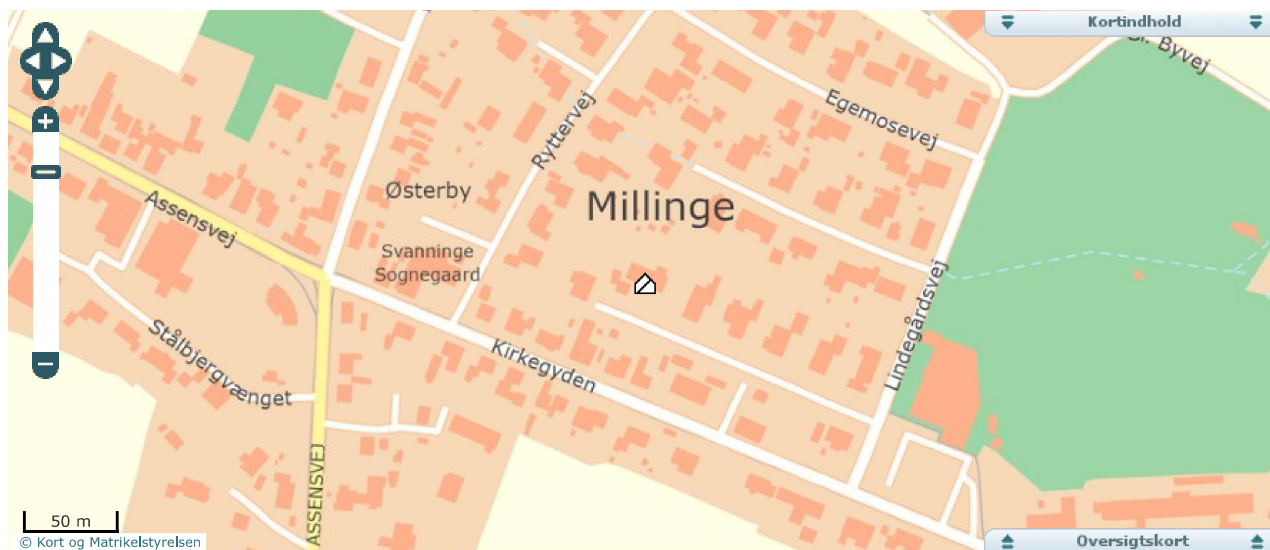 Kortindhold
Gl. Byvej
Egemosevej
Ryttervej
Østerby
Millinge
Assensvej
Svanninge
Sognegaard
Lindegårdsvej
Stålbjergvænget
Kirkegyden
ASSENSVEJ
50 m
© Kort og Matrikelstyrelsen
Oversigtskort